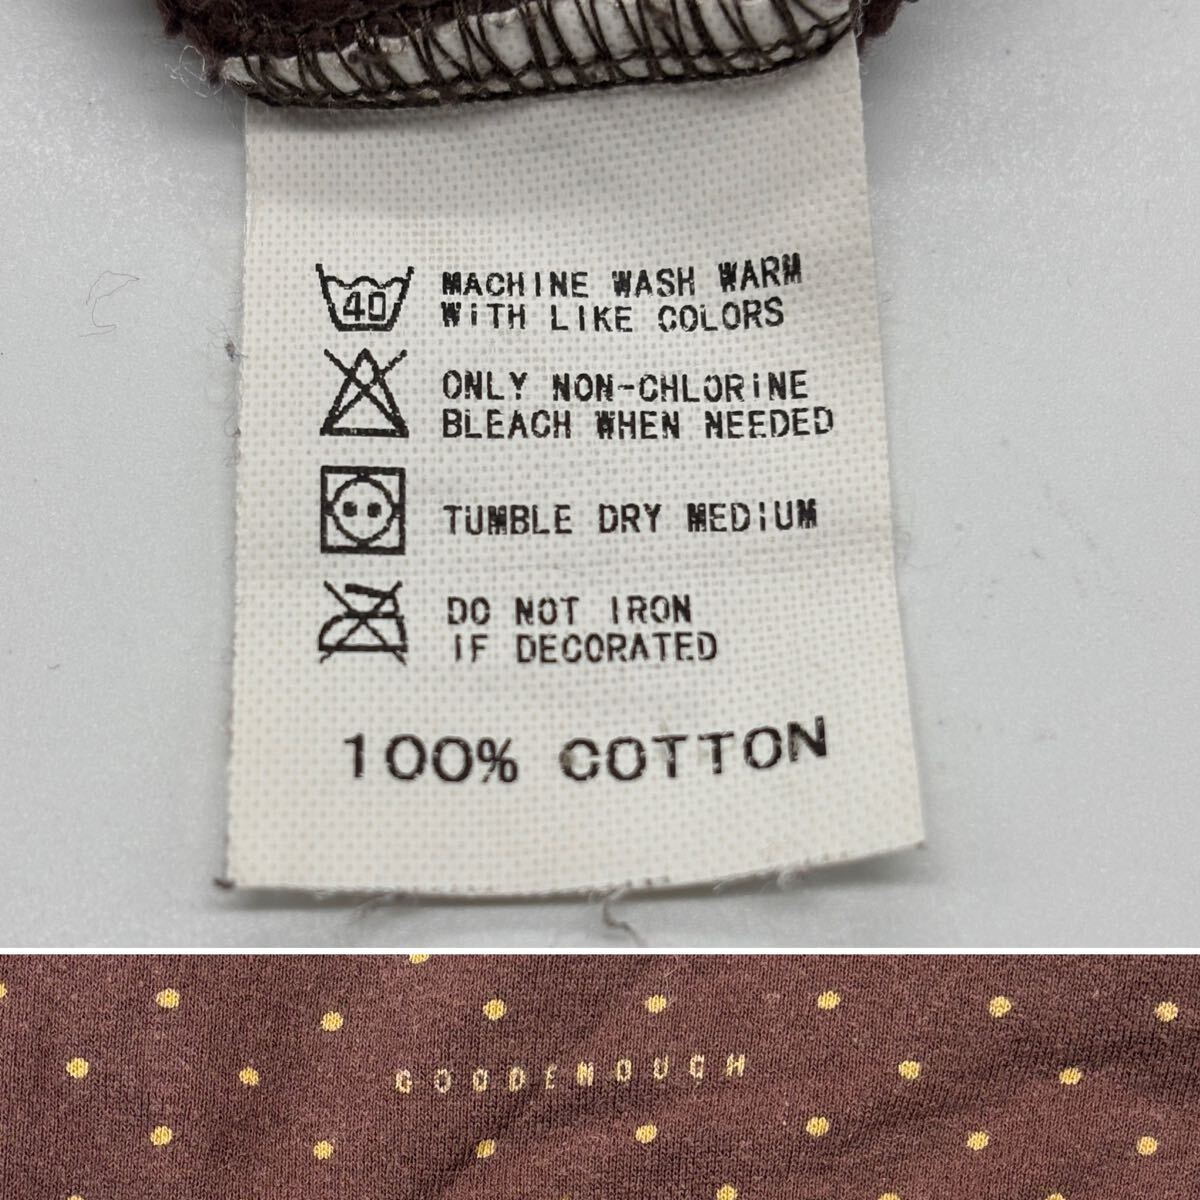 40
MACHINE WASH WARM
WITH LIKE COLORS
ONLY NON-CHLORINE
BLEACH WHEN NEEDED
TUMBLE DRY MEDIUM
DO NOT IRON
IF DECORATED
100% COTTON
GOODENOUGH